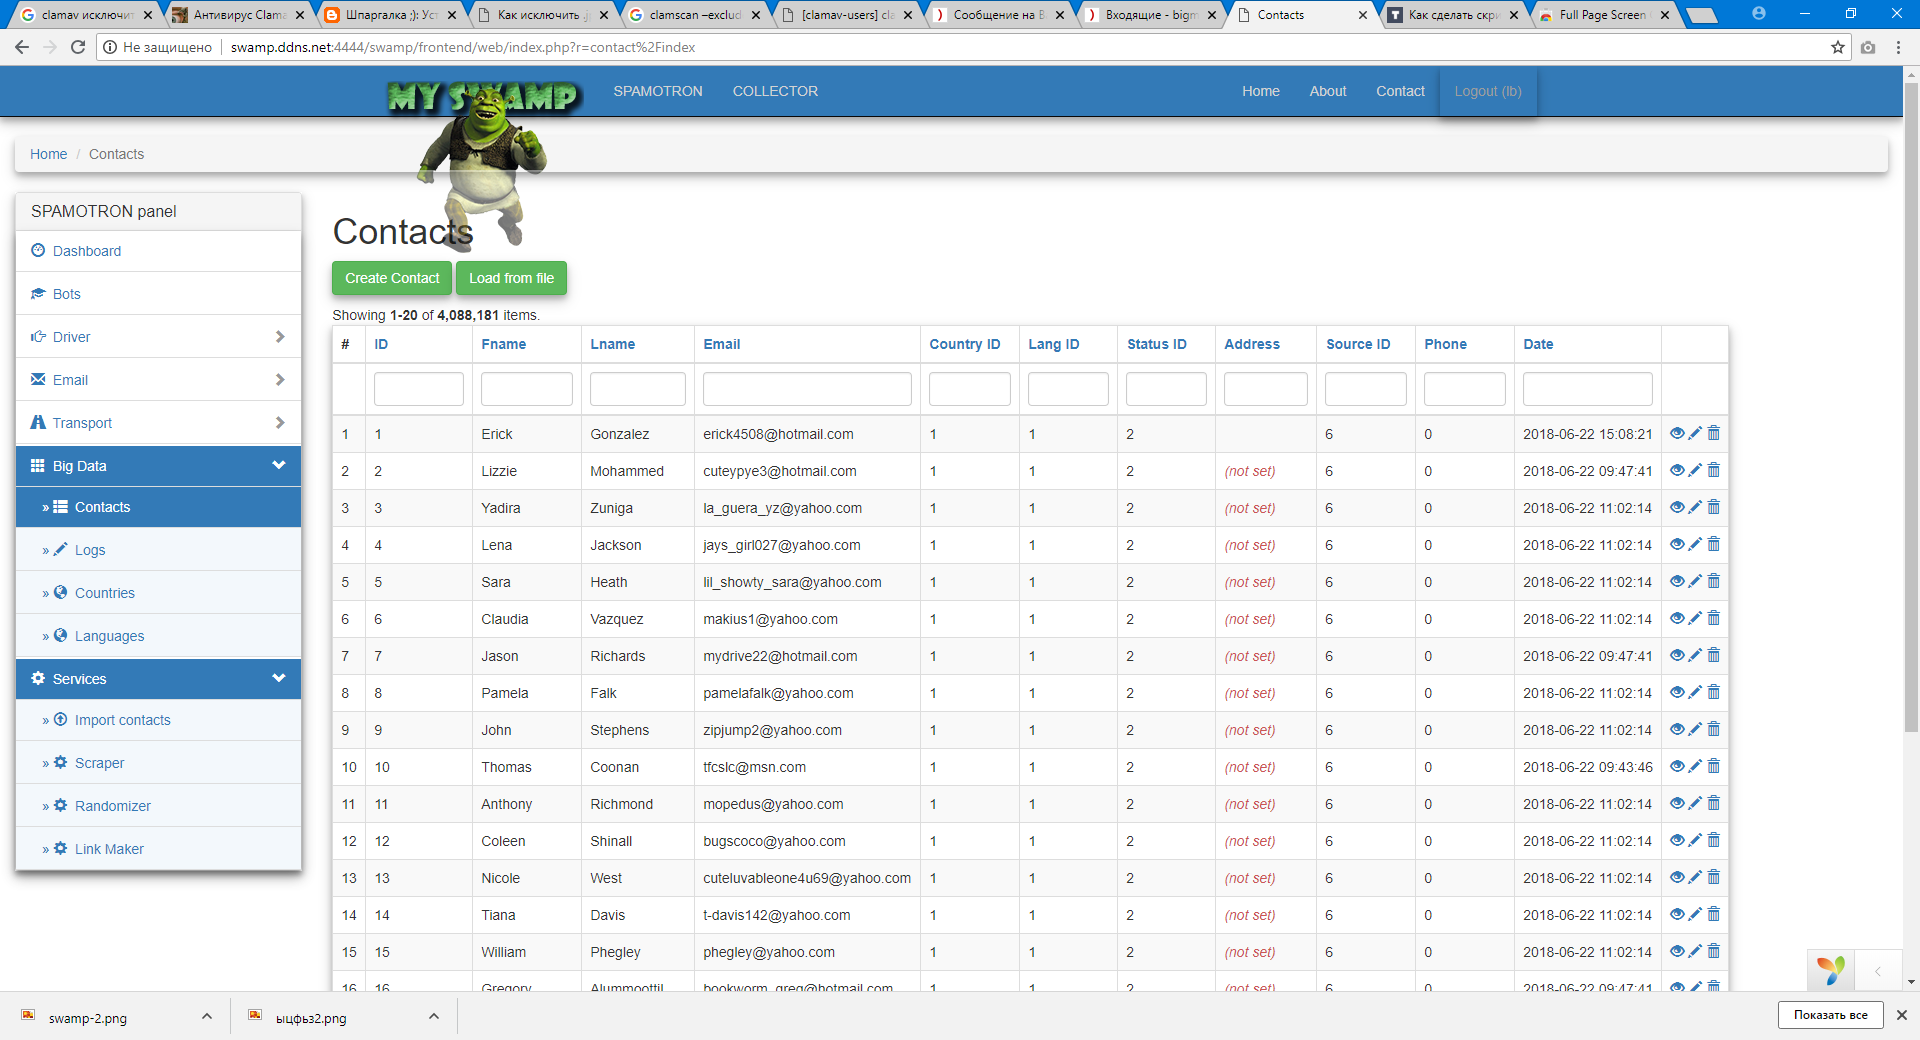 clamav исключит
Антивирус Clama
Шпаргалка ;): Уст
Как исключить .j
clamscan –exclud
[clamav-users] cla
Сообщение на В
Входящие - bigm
Contacts
Как сделать скри
Full Page Screen
Не защищено swamp.ddns.net:4444/swamp/frontend/web/index.php?r=contact%2Findex
MY SWAMP SPAMOTRON COLLECTOR Home About Contact Logout (lb)
Home / Contacts
SPAMOTRON panel
Dashboard
Bots
Driver
Email
Transport
Big Data
» Contacts
» Logs
» Countries
» Languages
Services
» Import contacts
» Scraper
» Randomizer
» Link Maker
Contacts
Create Contact Load from file
Showing 1-20 of 4,088,181 items.
# ID Fname Lname Email Country ID Lang ID Status ID Address Source ID Phone Date
1 1 Erick Gonzalez erick4508@hotmail.com 1 1 2 6 0 2018-06-22 15:08:21
2 2 Lizzie Mohammed cuteypye3@hotmail.com 1 1 2 (not set) 6 0 2018-06-22 09:47:41
3 3 Yadira Zuniga la_guera_yz@yahoo.com 1 1 2 (not set) 6 0 2018-06-22 11:02:14
4 4 Lena Jackson jays_girl027@yahoo.com 1 1 2 (not set) 6 0 2018-06-22 11:02:14
5 5 Sara Heath lil_showty_sara@yahoo.com 1 1 2 (not set) 6 0 2018-06-22 11:02:14
6 6 Claudia Vazquez makius1@yahoo.com 1 1 2 (not set) 6 0 2018-06-22 11:02:14
7 7 Jason Richards mydrive22@hotmail.com 1 1 2 (not set) 6 0 2018-06-22 09:47:41
8 8 Pamela Falk pamelafalk@yahoo.com 1 1 2 (not set) 6 0 2018-06-22 11:02:14
9 9 John Stephens zipjump2@yahoo.com 1 1 2 (not set) 6 0 2018-06-22 11:02:14
10 10 Thomas Coonan tfcslc@msn.com 1 1 2 (not set) 6 0 2018-06-22 09:43:46
11 11 Anthony Richmond mopedus@yahoo.com 1 1 2 (not set) 6 0 2018-06-22 11:02:14
12 12 Coleen Shinall bugscoco@yahoo.com 1 1 2 (not set) 6 0 2018-06-22 11:02:14
13 13 Nicole West cuteluvableone4u69@yahoo.com 1 1 2 (not set) 6 0 2018-06-22 11:02:14
14 14 Tiana Davis t-davis142@yahoo.com 1 1 2 (not set) 6 0 2018-06-22 11:02:14
15 15 William Phegley phegley@yahoo.com 1 1 2 (not set) 6 0 2018-06-22 11:02:14
16 16 Gregory Alummoottil bookworm_greg@hotmail.com 1 1 2 (not set) 6 0 2018-06-22 09:47:41
swamp-2.png
ыцфьз2.png
Показать все